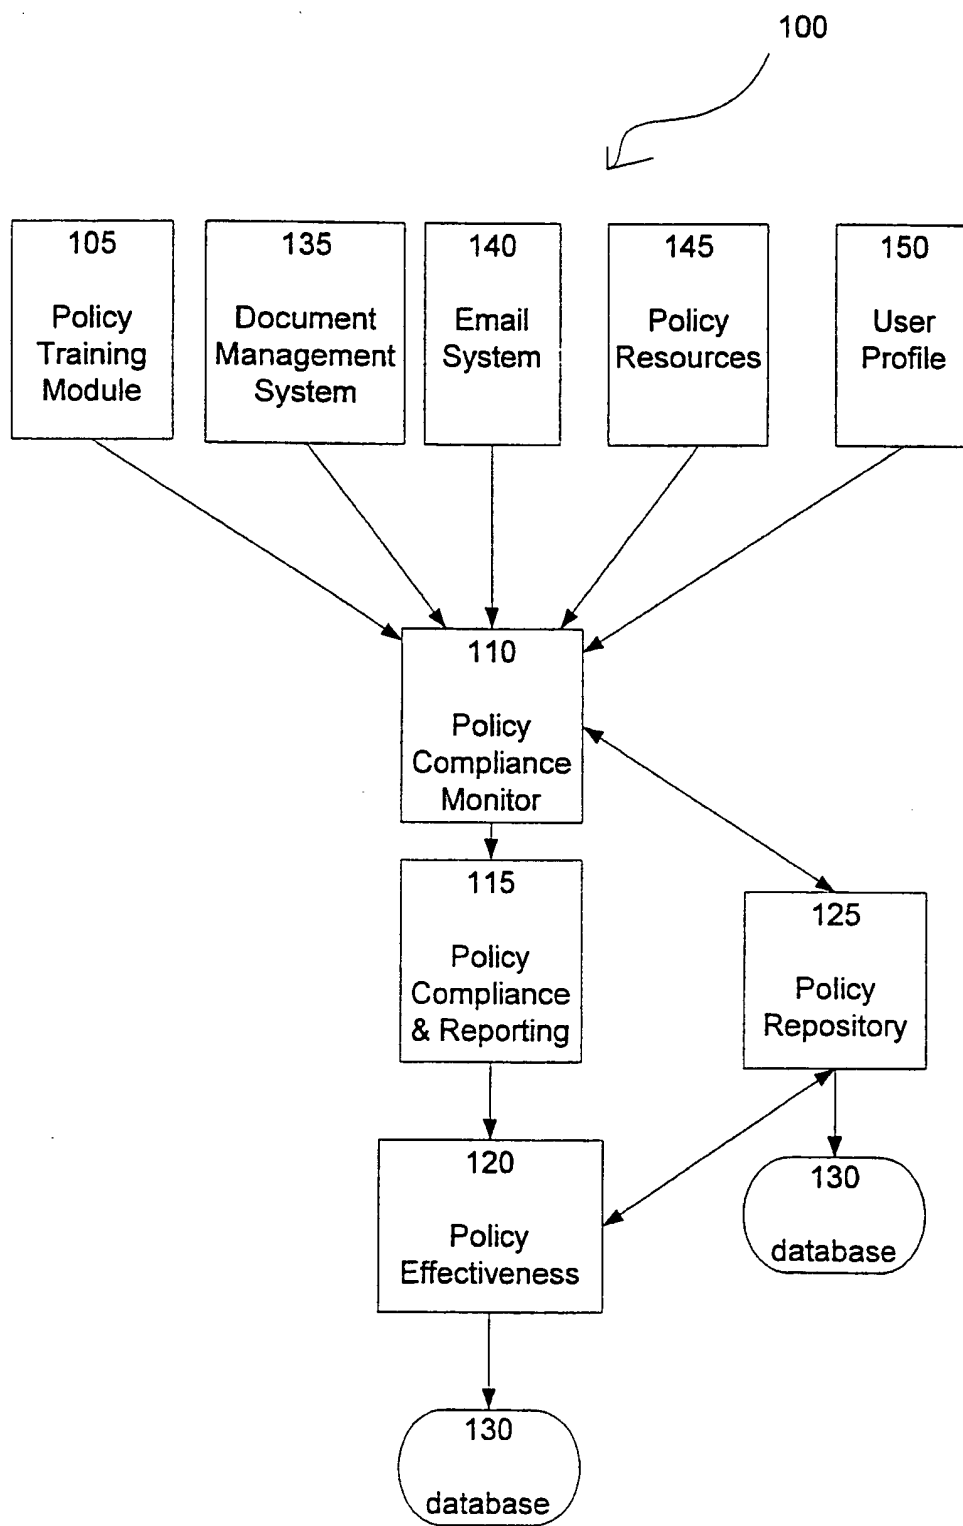 100
105
Policy
Training
Module
135
Document
Management
System
140
Email
System
145
Policy
Resources
150
User
Profile
110
Policy
Compliance
Monitor
115
Policy
Compliance
& Reporting
125
Policy
Repository
120
Policy
Effectiveness
130
database
130
database